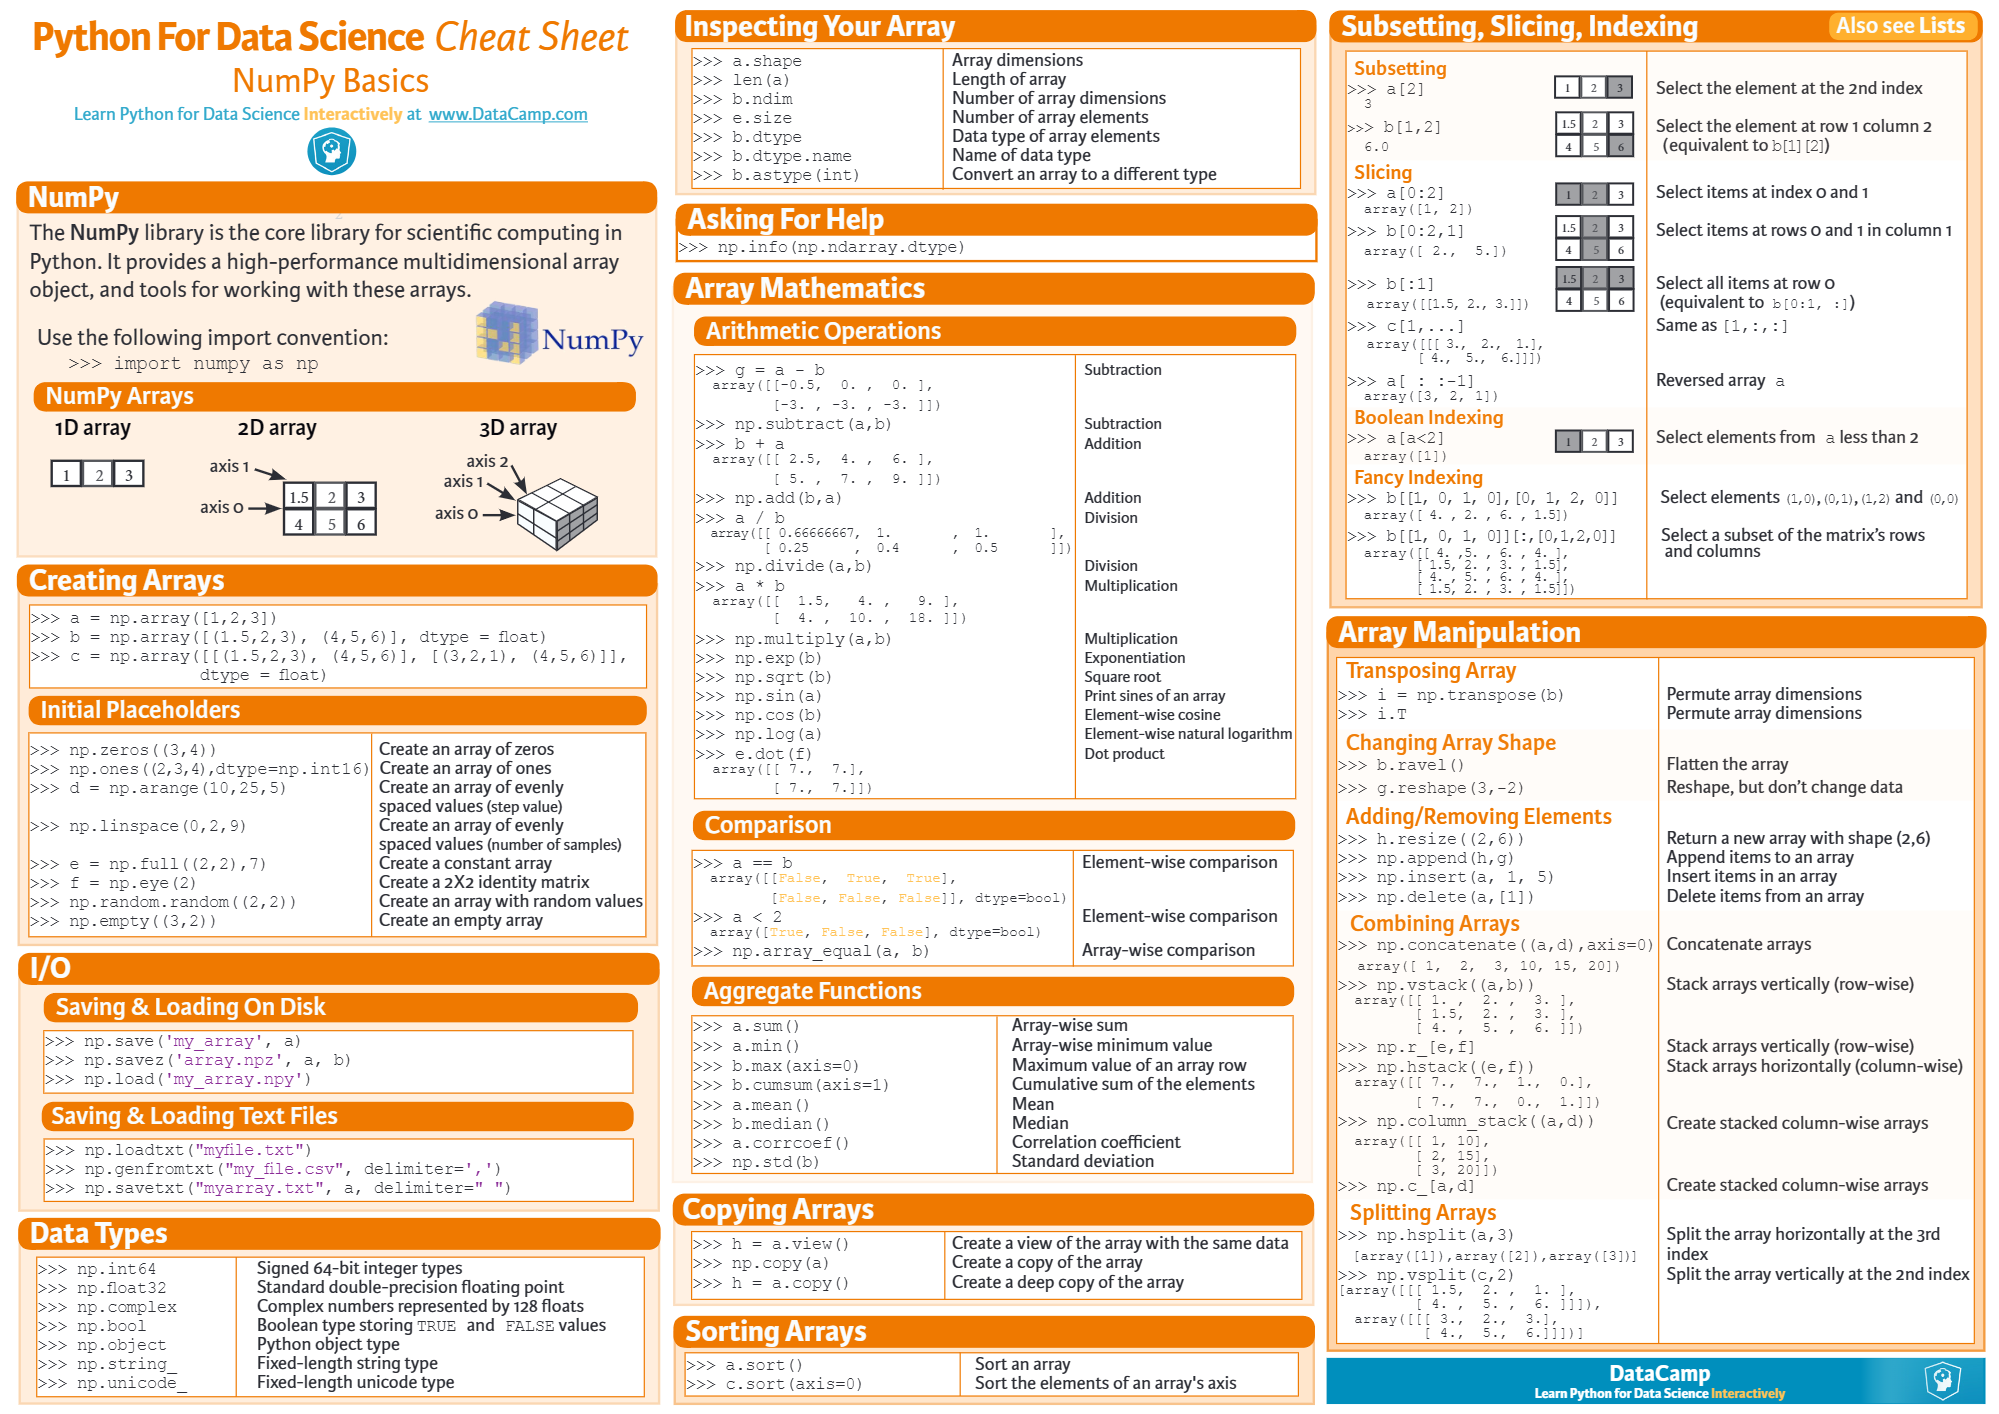 Python For Data Science Cheat Sheet
NumPy Basics
Learn Python for Data Science Interactively at www.DataCamp.com
NumPy
2
The NumPy library is the core library for scientific computing in
Python. It provides a high-performance multidimensional array
object, and tools for working with these arrays.
Use the following import convention:
>>> import numpy as np
NumPy
NumPy Arrays
1D array 2D array 3D array
1 2 3
axis 1
axis 0
1.5 2 3
4 5 6
axis 2
axis 1
axis 0
Creating Arrays
>>> a = np.array([1,2,3])
>>> b = np.array([(1.5,2,3), (4,5,6)], dtype = float)
>>> c = np.array([[(1.5,2,3), (4,5,6)], [(3,2,1), (4,5,6)]],
dtype = float)
Initial Placeholders
>>> np.zeros((3,4)) Create an array of zeros
>>> np.ones((2,3,4),dtype=np.int16) Create an array of ones
>>> d = np.arange(10,25,5) Create an array of evenly
spaced values (step value)
>>> np.linspace(0,2,9) Create an array of evenly
spaced values (number of samples)
>>> e = np.full((2,2),7) Create a constant array
>>> f = np.eye(2) Create a 2X2 identity matrix
>>> np.random.random((2,2)) Create an array with random values
>>> np.empty((3,2)) Create an empty array
I/O
Saving & Loading On Disk
>>> np.save('my_array', a)
>>> np.savez('array.npz', a, b)
>>> np.load('my_array.npy')
Saving & Loading Text Files
>>> np.loadtxt("myfile.txt")
>>> np.genfromtxt("my_file.csv", delimiter=',')
>>> np.savetxt("myarray.txt", a, delimiter=" ")
Data Types
>>> np.int64 Signed 64-bit integer types
>>> np.float32 Standard double-precision floating point
>>> np.complex Complex numbers represented by 128 floats
>>> np.bool Boolean type storing TRUE and FALSE values
>>> np.object Python object type
>>> np.string_ Fixed-length string type
>>> np.unicode_ Fixed-length unicode type
Inspecting Your Array
>>> a.shape Array dimensions
>>> len(a) Length of array
>>> b.ndim Number of array dimensions
>>> e.size Number of array elements
>>> b.dtype Data type of array elements
>>> b.dtype.name Name of data type
>>> b.astype(int) Convert an array to a different type
Asking For Help
>>> np.info(np.ndarray.dtype)
Array Mathematics
Arithmetic Operations
>>> g = a - b Subtraction
array([[-0.5, 0. , 0. ],
[-3. , -3. , -3. ]])
>>> np.subtract(a,b) Subtraction
>>> b + a Addition
array([[ 2.5, 4. , 6. ],
[ 5. , 7. , 9. ]])
>>> np.add(b,a) Addition
>>> a / b Division
array([[ 0.66666667, 1. , 1. ],
[ 0.25 , 0.4 , 0.5 ]])
>>> np.divide(a,b) Division
>>> a * b Multiplication
array([[ 1.5, 4. , 9. ],
[ 4. , 10. , 18. ]])
>>> np.multiply(a,b) Multiplication
>>> np.exp(b) Exponentiation
>>> np.sqrt(b) Square root
>>> np.sin(a) Print sines of an array
>>> np.cos(b) Element-wise cosine
>>> np.log(a) Element-wise natural logarithm
>>> e.dot(f) Dot product
array([[ 7., 7.],
[ 7., 7.]])
Comparison
>>> a == b Element-wise comparison
array([[False, True, True],
[False, False, False]], dtype=bool)
>>> a < 2 Element-wise comparison
array([True, False, False], dtype=bool)
>>> np.array_equal(a, b) Array-wise comparison
Aggregate Functions
>>> a.sum() Array-wise sum
>>> a.min() Array-wise minimum value
>>> b.max(axis=0) Maximum value of an array row
>>> b.cumsum(axis=1) Cumulative sum of the elements
>>> a.mean() Mean
>>> b.median() Median
>>> a.corrcoef() Correlation coefficient
>>> np.std(b) Standard deviation
Copying Arrays
>>> h = a.view() Create a view of the array with the same data
>>> np.copy(a) Create a copy of the array
>>> h = a.copy() Create a deep copy of the array
Sorting Arrays
>>> a.sort() Sort an array
>>> c.sort(axis=0) Sort the elements of an array's axis
Subsetting, Slicing, Indexing Also see Lists
Subsetting
>>> a[2] 1 2 3 Select the element at the 2nd index
3
>>> b[1,2] 1.5 2 3 Select the element at row 1 column 2
6.0 4 5 6 (equivalent to b[1][2])
Slicing
>>> a[0:2] 1 2 3 Select items at index 0 and 1
array([1, 2])
>>> b[0:2,1] 1.5 2 3 Select items at rows 0 and 1 in column 1
array([ 2., 5.]) 4 5 6
>>> b[:1] 1.5 2 3 Select all items at row 0
array([[1.5, 2., 3.]]) 4 5 6 (equivalent to b[0:1, :])
>>> c[1,...] Same as [1,:,:]
array([[[ 3., 2., 1.],
[ 4., 5., 6.]]])
>>> a[ : :-1] Reversed array a
array([3, 2, 1])
Boolean Indexing
>>> a[a<2] 1 2 3 Select elements from a less than 2
array([1])
Fancy Indexing
>>> b[[1, 0, 1, 0],[0, 1, 2, 0]] Select elements (1,0),(0,1),(1,2) and (0,0)
array([ 4. , 2. , 6. , 1.5])
>>> b[[1, 0, 1, 0]][:,[0,1,2,0]] Select a subset of the matrix's rows
and columns
array([[ 4. ,5. , 6. , 4. ],
[ 1.5, 2. , 3. , 1.5],
[ 4. , 5. , 6. , 4. ],
[ 1.5, 2. , 3. , 1.5]])
Array Manipulation
Transposing Array
>>> i = np.transpose(b) Permute array dimensions
>>> i.T Permute array dimensions
Changing Array Shape
>>> b.ravel() Flatten the array
>>> g.reshape(3,-2) Reshape, but don't change data
Adding/Removing Elements
>>> h.resize((2,6)) Return a new array with shape (2,6)
>>> np.append(h,g) Append items to an array
>>> np.insert(a, 1, 5) Insert items in an array
>>> np.delete(a,[1]) Delete items from an array
Combining Arrays
>>> np.concatenate((a,d),axis=0) Concatenate arrays
array([ 1, 2, 3, 10, 15, 20])
>>> np.vstack((a,b)) Stack arrays vertically (row-wise)
array([[ 1. , 2. , 3. ],
[ 1.5, 2. , 3. ],
[ 4. , 5. , 6. ]])
>>> np.r_[e,f] Stack arrays vertically (row-wise)
>>> np.hstack((e,f)) Stack arrays horizontally (column-wise)
array([[ 7., 7., 1., 0.],
[ 7., 7., 0., 1.]])
>>> np.column_stack((a,d)) Create stacked column-wise arrays
array([[ 1, 10],
[ 2, 15],
[ 3, 20]])
>>> np.c_[a,d] Create stacked column-wise arrays
Splitting Arrays
>>> np.hsplit(a,3) Split the array horizontally at the 3rd
index
[array([1]),array([2]),array([3])]
>>> np.vsplit(c,2) Split the array vertically at the 2nd index
[array([[[ 1.5, 2. , 1. ],
[ 4. , 5. , 6. ]]]),
array([[[ 3., 2., 3.],
[ 4., 5., 6.]]])]
DataCamp
Learn Python for Data Science Interactively